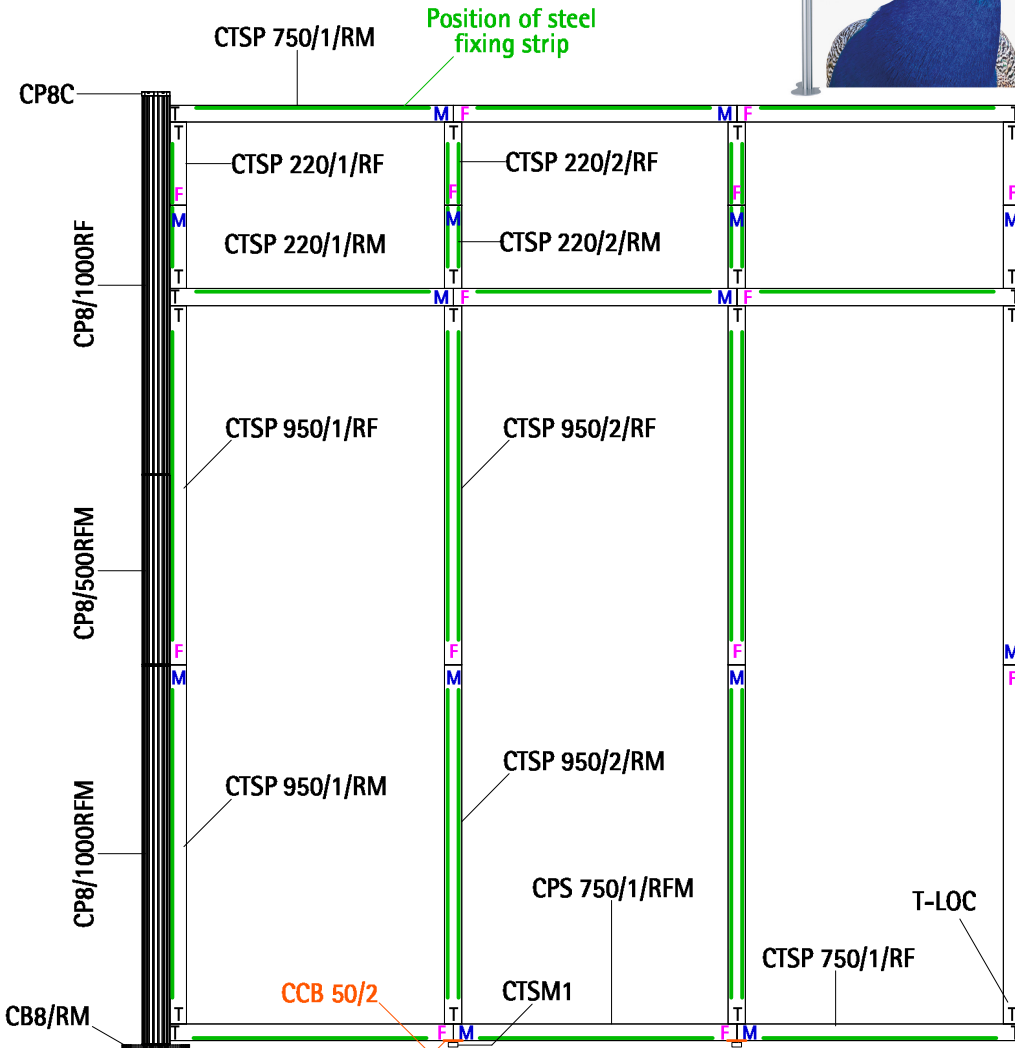 Position of steel
fixing strip
CTSP 750/1/RM
CP8C
T M F M F
T T T T
CTSP 220/1/RF
CTSP 220/2/RF
F F F F
M M M M
CTSP 220/1/RM
CTSP 220/2/RM
CP8/1000RF
T T T T
T M F M F
T T T T
CTSP 950/1/RF
CTSP 950/2/RF
CP8/500RFM
F F F M
M M M F
CTSP 950/1/RM
CTSP 950/2/RM
CP8/1000RFM
CPS 750/1/RFM
T-LOC
CTSP 750/1/RF
CCB 50/2
CTSM1
CB8/RM
T T T T
T F M F M T